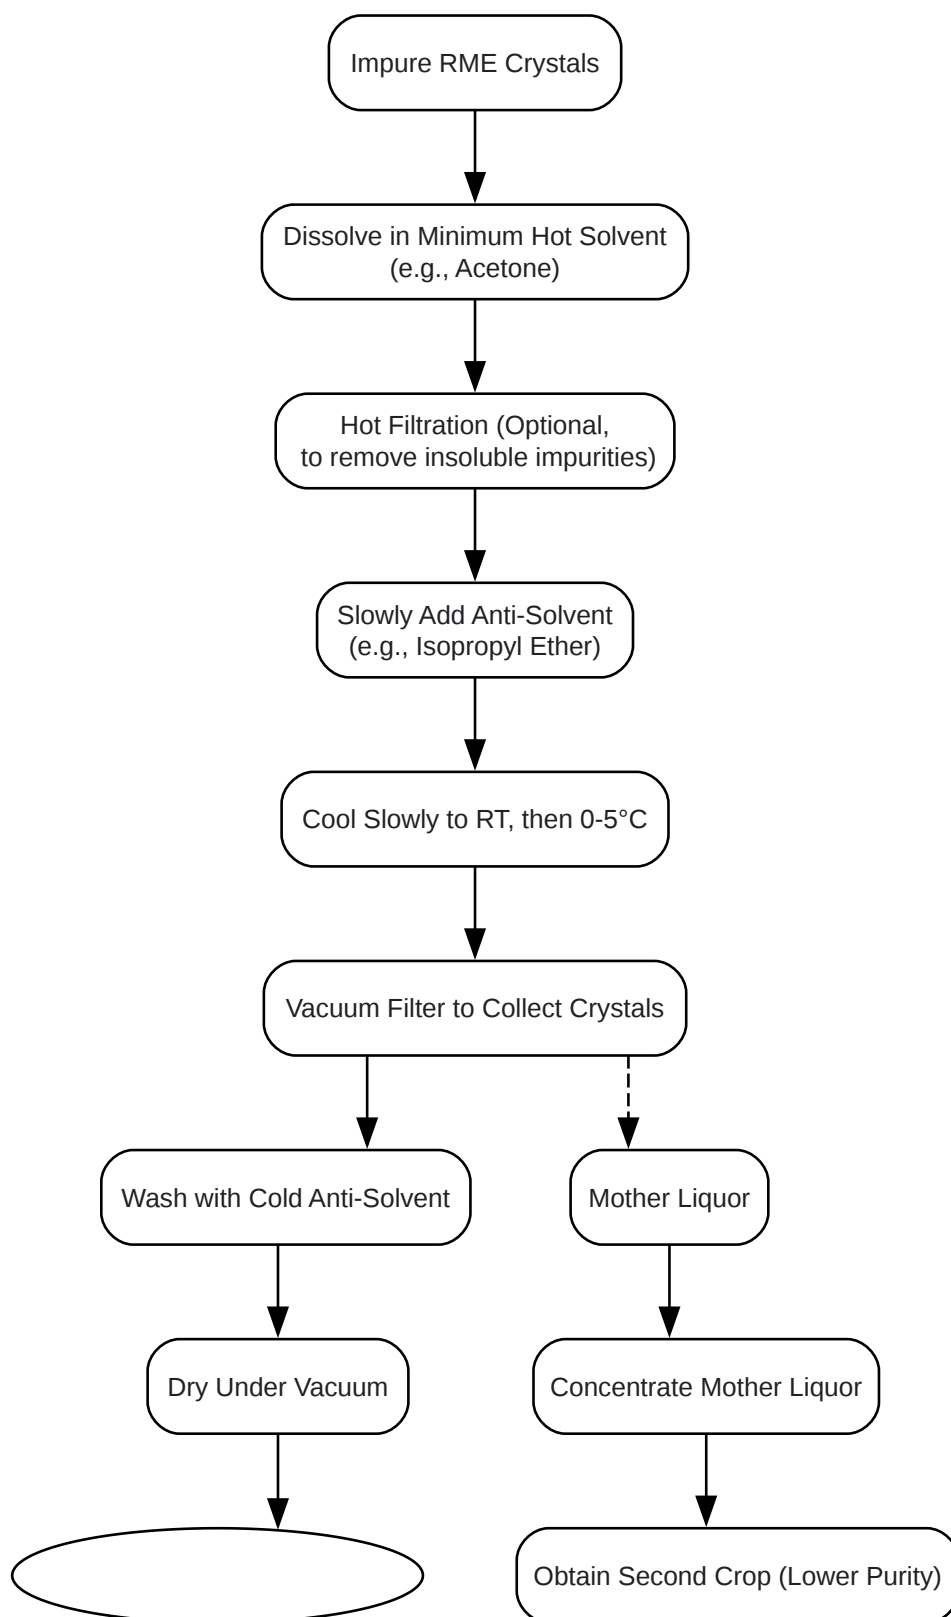 Impure RME Crystals
Dissolve in Minimum Hot Solvent
(e.g., Acetone)
Hot Filtration (Optional,
to remove insoluble impurities)
Slowly Add Anti-Solvent
(e.g., Isopropyl Ether)
Cool Slowly to RT, then 0-5°C
Vacuum Filter to Collect Crystals
Wash with Cold Anti-Solvent
Mother Liquor
Dry Under Vacuum
Concentrate Mother Liquor
Obtain Second Crop (Lower Purity)